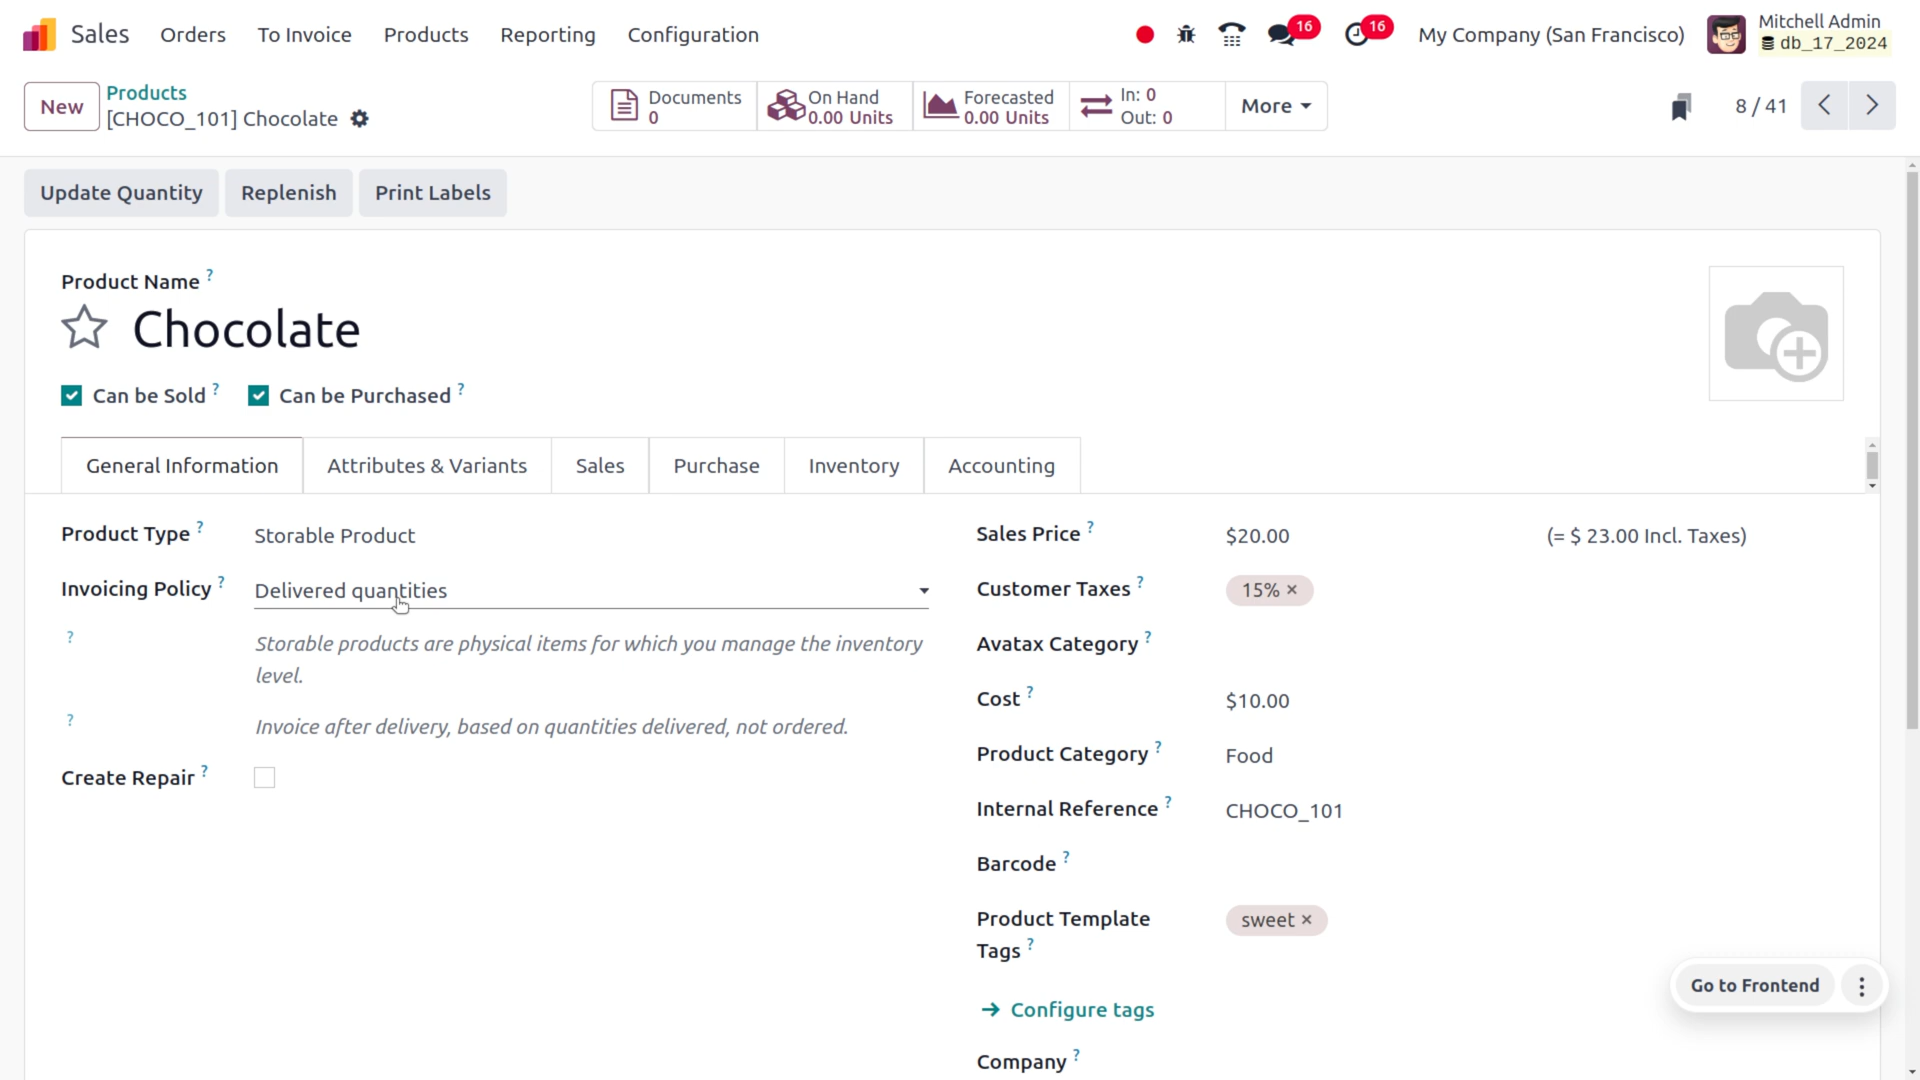 Sales Orders To Invoice Products Reporting Configuration 16 16 My Company (San Francisco) Mitchell Admin
db_17_2024
New Products
[CHOCO_101] Chocolate
Documents
0
On Hand
0.00 Units
Forecasted
0.00 Units
In: 0
Out: 0
More
8 / 41
Update Quantity Replenish Print Labels
Product Name ?
Chocolate
Can be Sold ? Can be Purchased ?
General Information Attributes & Variants Sales Purchase Inventory Accounting
Product Type ? Storable Product
Invoicing Policy ? Delivered quantities
? Storable products are physical items for which you manage the inventory
level.
? Invoice after delivery, based on quantities delivered, not ordered.
Create Repair ?
Sales Price ? $20.00 (= $ 23.00 Incl. Taxes)
Customer Taxes ? 15% ×
Avatax Category ?
Cost ? $10.00
Product Category ? Food
Internal Reference ? CHOCO_101
Barcode ?
Product Template
Tags ?
sweet ×
→ Configure tags
Company ?
Go to Frontend